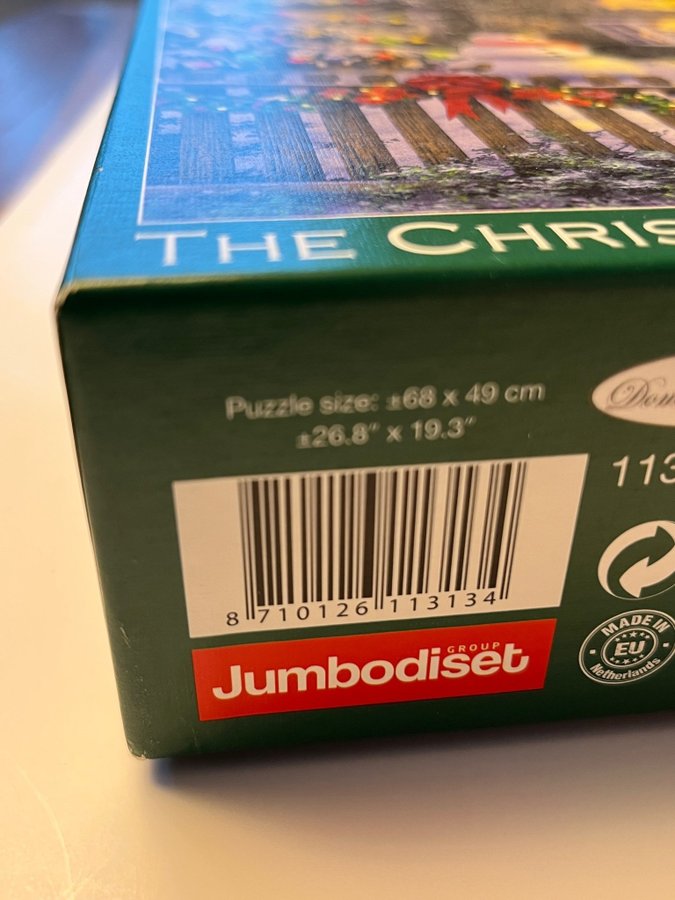 THE CHRIS
Puzzle size: ±68 x 49 cm
±26.8" x 19.3"
8 710126 113134
GROUP
Jumbodiset
113
MADE IN
EU
Netherlands